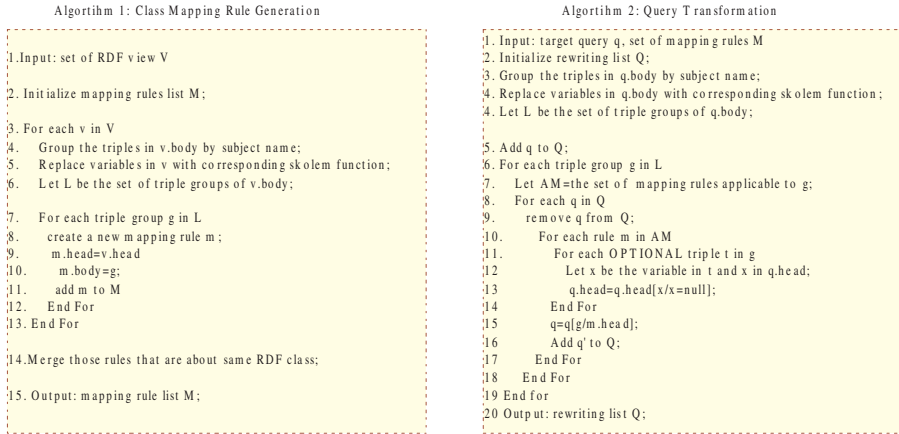 Algortihm 1: Class Mapping Rule Generation
1.Input: set of RDF view V
2. Initialize mapping rules list M;
3. For each v in V
4. Group the triples in v.body by subject name;
5. Replace variables in v with corresponding skolem function;
6. Let L be the set of triple groups of v.body;
7. For each triple group g in L
8. create a new mapping rule m;
9. m.head=v.head
10. m.body=g;
11. add m to M
12. End For
13. End For
14.Merge those rules that are about same RDF class;
15. Output: mapping rule list M;
Algortihm 2: Query Transformation
1. Input: target query q, set of mapping rules M
2. Initialize rewriting list Q;
3. Group the triples in q.body by subject name;
4. Replace variables in q.body with corresponding skolem function;
4. Let L be the set of triple groups of q.body;
5. Add q to Q;
6. For each triple group g in L
7. Let AM=the set of mapping rules applicable to g;
8. For each q in Q
9. remove q from Q;
10. For each rule m in AM
11. For each OPTIONAL triple t in g
12 Let x be the variable in t and x in q.head;
13 q.head=q.head[x/x=null];
14 End For
15 q=q[g/m.head];
16 Add q' to Q;
17 End For
18 End For
19 End for
20 Output: rewriting list Q;